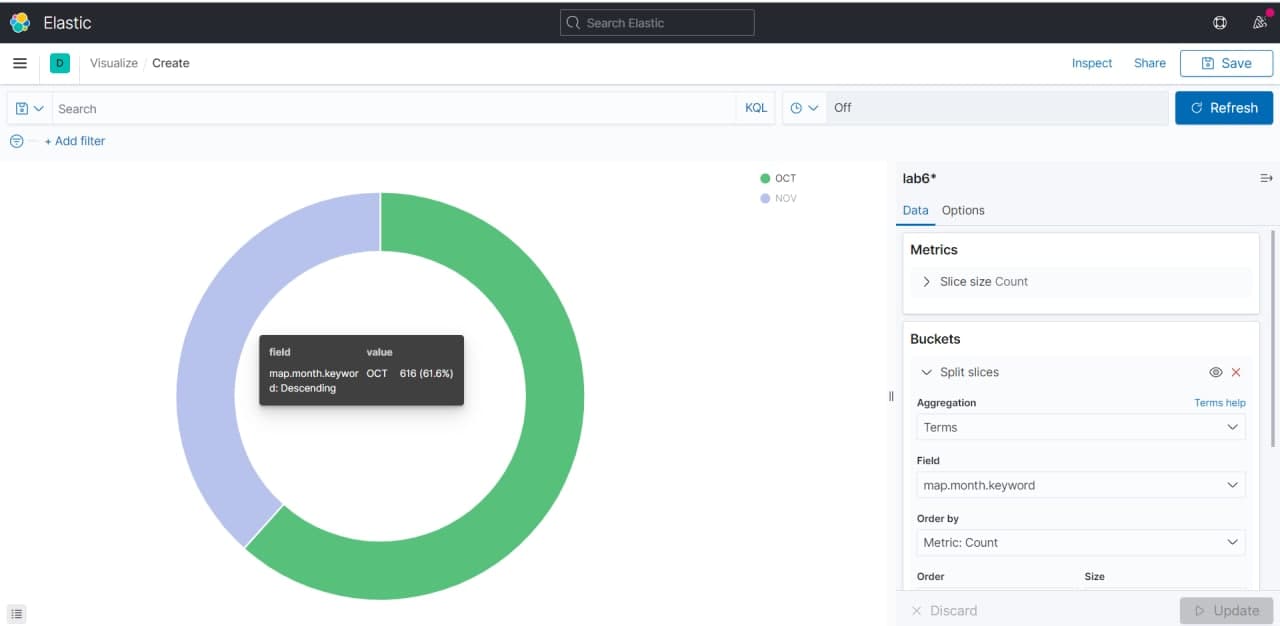 Elastic
Search Elastic
D
Visualize / Create
Inspect
Share
Save
Search
KQL
Off
Refresh
+ Add filter
OCT
NOV
field value
map.month.keywor OCT 616 (61.6%)
d: Descending
lab6*
Data Options
Metrics
Slice size Count
Buckets
Split slices
Aggregation
Terms help
Terms
Field
map.month.keyword
Order by
Metric: Count
Order Size
Discard
Update